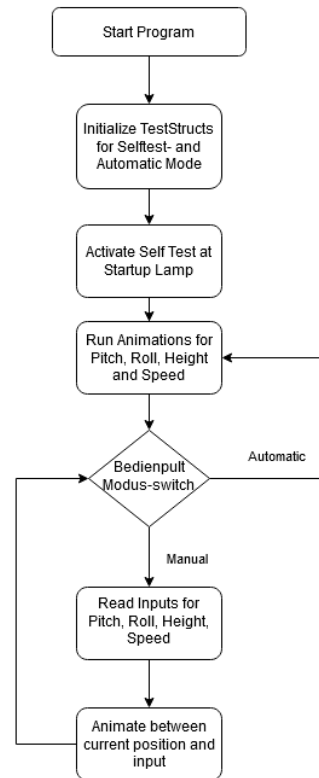 Start Program
Initialize TestStructs
for Selftest- and
Automatic Mode
Activate Self Test at
Startup Lamp
Run Animations for
Pitch, Roll, Height
and Speed
Bedienpult
Modus-switch
Automatic
Manual
Read Inputs for
Pitch, Roll, Height,
Speed
Animate between
current position and
input